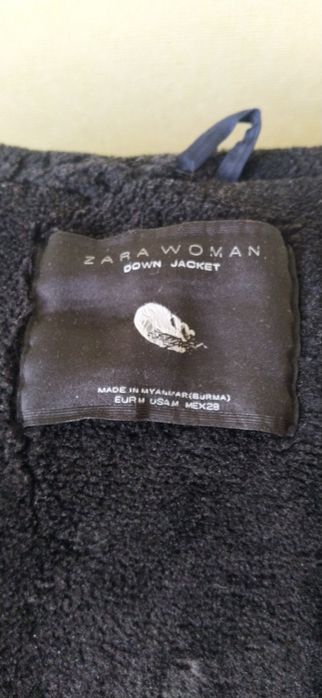 ZARA WOMAN
DOWN JACKET
MADE IN MYANMAR (BURMA)
EUR M USA M MEX 28